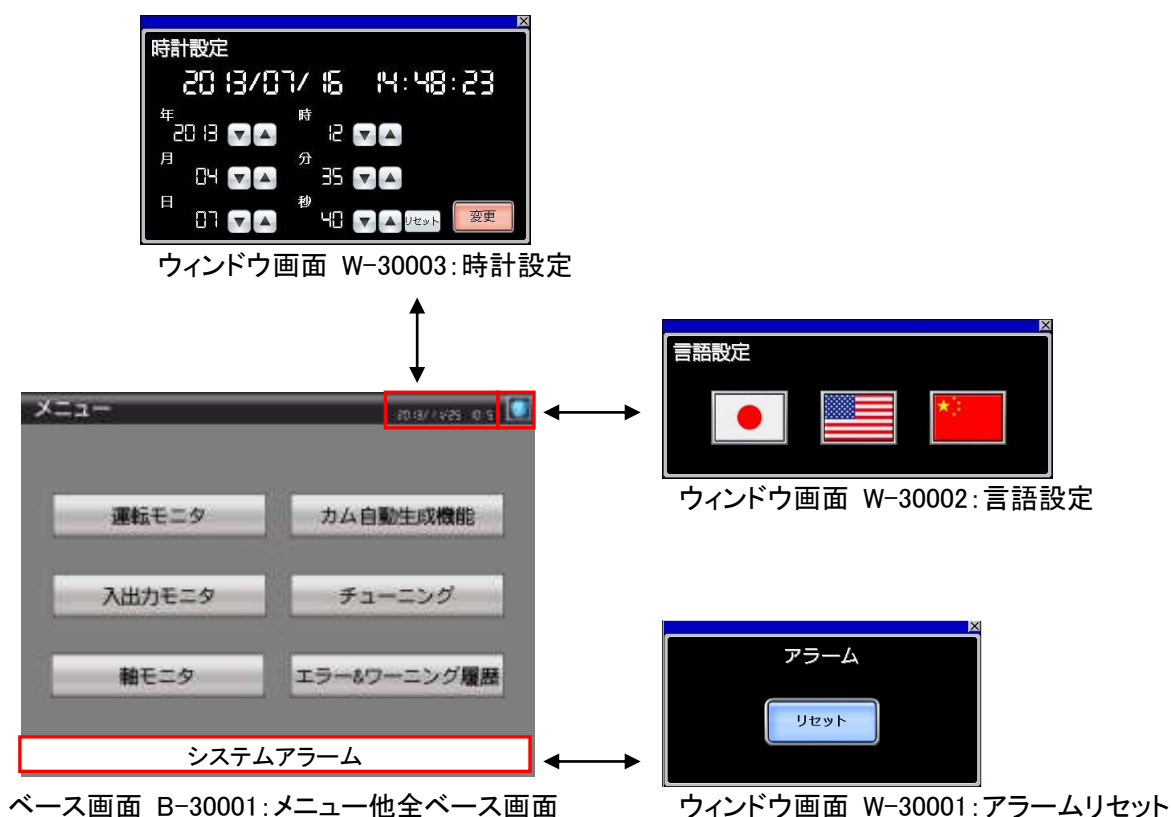 時計設定
2013/07/16 14:48:23
年 時
2013 ▼▲ 12 ▼▲
月 分
04 ▼▲ 35 ▼▲
日 秒
07 ▼▲ 40 ▼▲ リセット 変更
ウィンドウ画面 W-30003:時計設定
言語設定
ウィンドウ画面 W-30002:言語設定
メニュー
運転モニタ カム自動生成機能
入出力モニタ チューニング
軸モニタ エラー&ワーニング履歴
システムアラーム
ベース画面 B-30001:メニュー他全ベース画面
アラーム
リセット
ウィンドウ画面 W-30001:アラームリセット